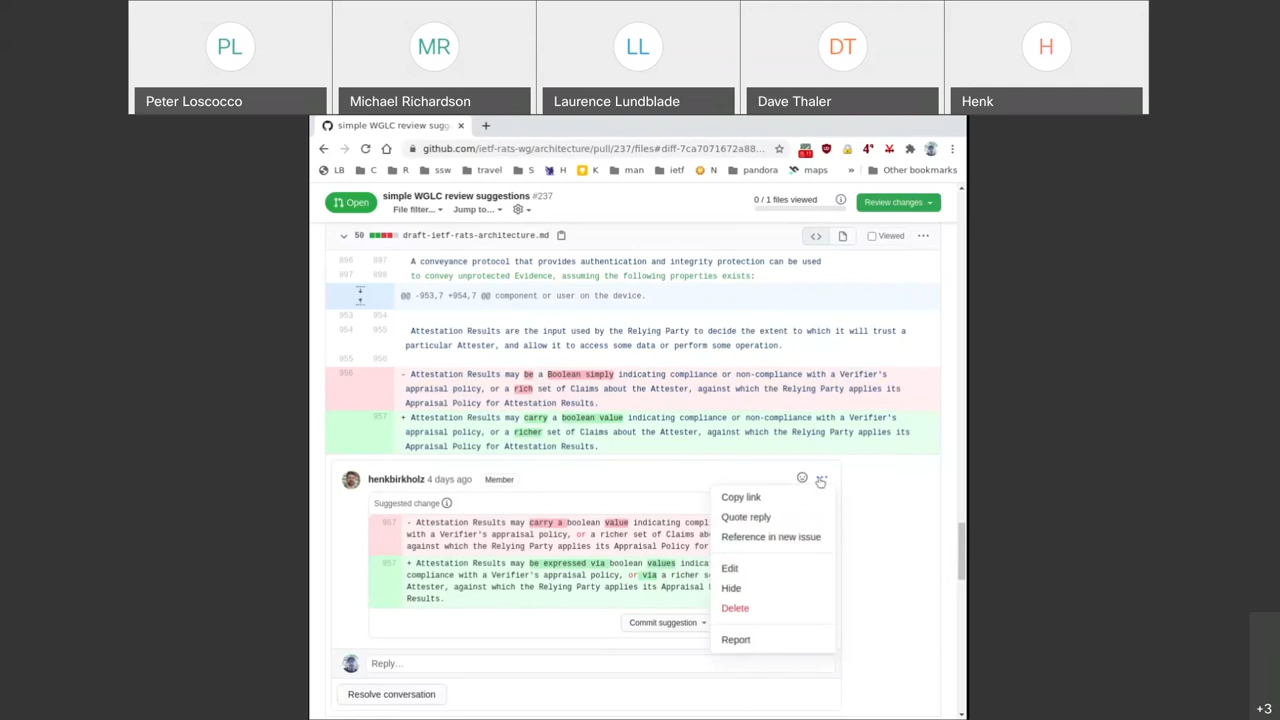 PL
MR
LL
DT
H
Peter Loscocco
Michael Richardson
Laurence Lundblade
Dave Thaler
Henk
simple WGLC review sugg
github.com/ietf-rats-wg/architecture/pull/237/files#diff-7ca7071672a88...
LB C R ssw travel S H K man ietf N pandora maps » Other bookmarks
Open
simple WGLC review suggestions #237
File filter... Jump to...
0 / 1 files viewed
Review changes
50 draft-ietf-rats-architecture.md
Viewed
896 897 A conveyance protocol that provides authentication and integrity protection can be used
897 898 to convey unprotected Evidence, assuming the following properties exists:
@@ -953,7 +954,7 @@ component or user on the device.
953 954
954 955 Attestation Results are the input used by the Relying Party to decide the extent to which it will trust a
particular Attester, and allow it to access some data or perform some operation.
955 956
956 - Attestation Results may be a Boolean simply indicating compliance or non-compliance with a Verifier's
appraisal policy, or a rich set of Claims about the Attester, against which the Relying Party applies its
Appraisal Policy for Attestation Results.
957 + Attestation Results may carry a boolean value indicating compliance or non-compliance with a Verifier's
appraisal policy, or a richer set of Claims about the Attester, against which the Relying Party applies its
Appraisal Policy for Attestation Results.
henkbirkholz 4 days ago Member
Suggested change
957 - Attestation Results may carry a boolean value indicating compl
with a Verifier's appraisal policy, or a richer set of Claims abo
against which the Relying Party applies its Appraisal Policy for
957 + Attestation Results may be expressed via boolean values indica
compliance with a Verifier's appraisal policy, or via a richer se
Attester, against which the Relying Party applies its Appraisal P
Results.
Commit suggestion
Copy link
Quote reply
Reference in new issue
Edit
Hide
Delete
Report
Reply...
Resolve conversation
+3